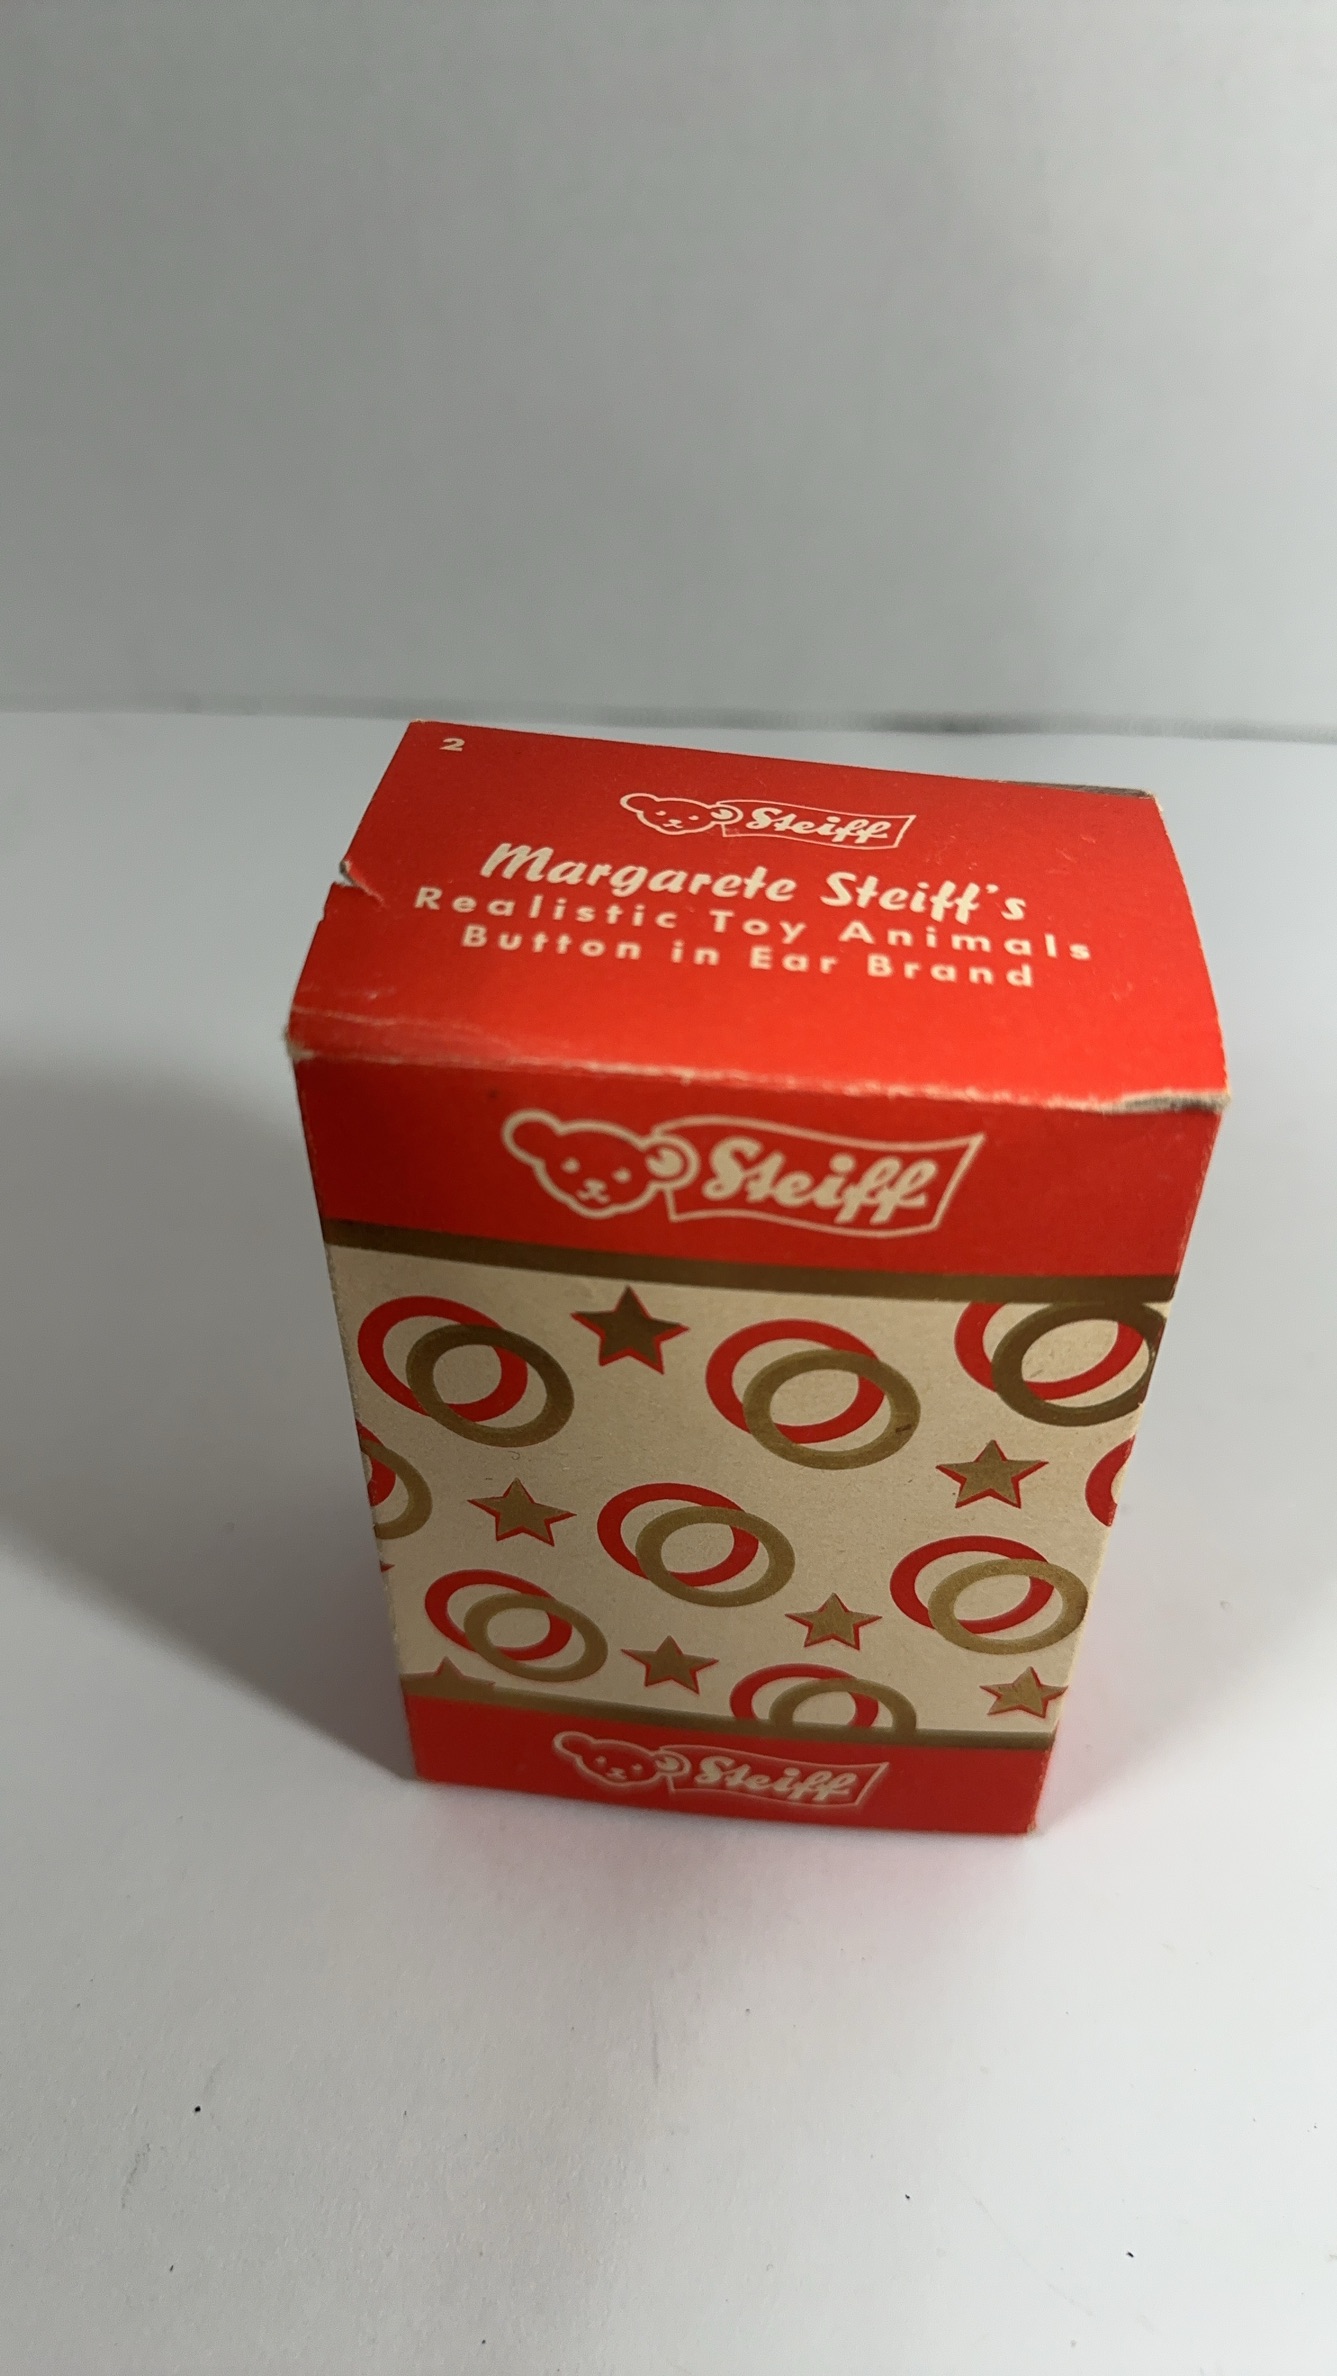 2
Steiff
Margarete Steiff's
Realistic Toy Animals
Button in Ear Brand
Steiff
Steiff